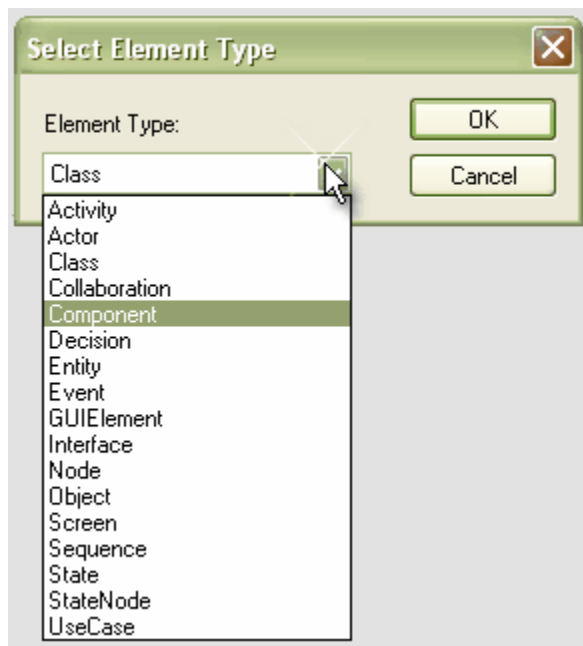 Select Element Type
Element Type:
OK
Class
Cancel
Activity
Actor
Class
Collaboration
Component
Decision
Entity
Event
GUIElement
Interface
Node
Object
Screen
Sequence
State
StateNode
UseCase